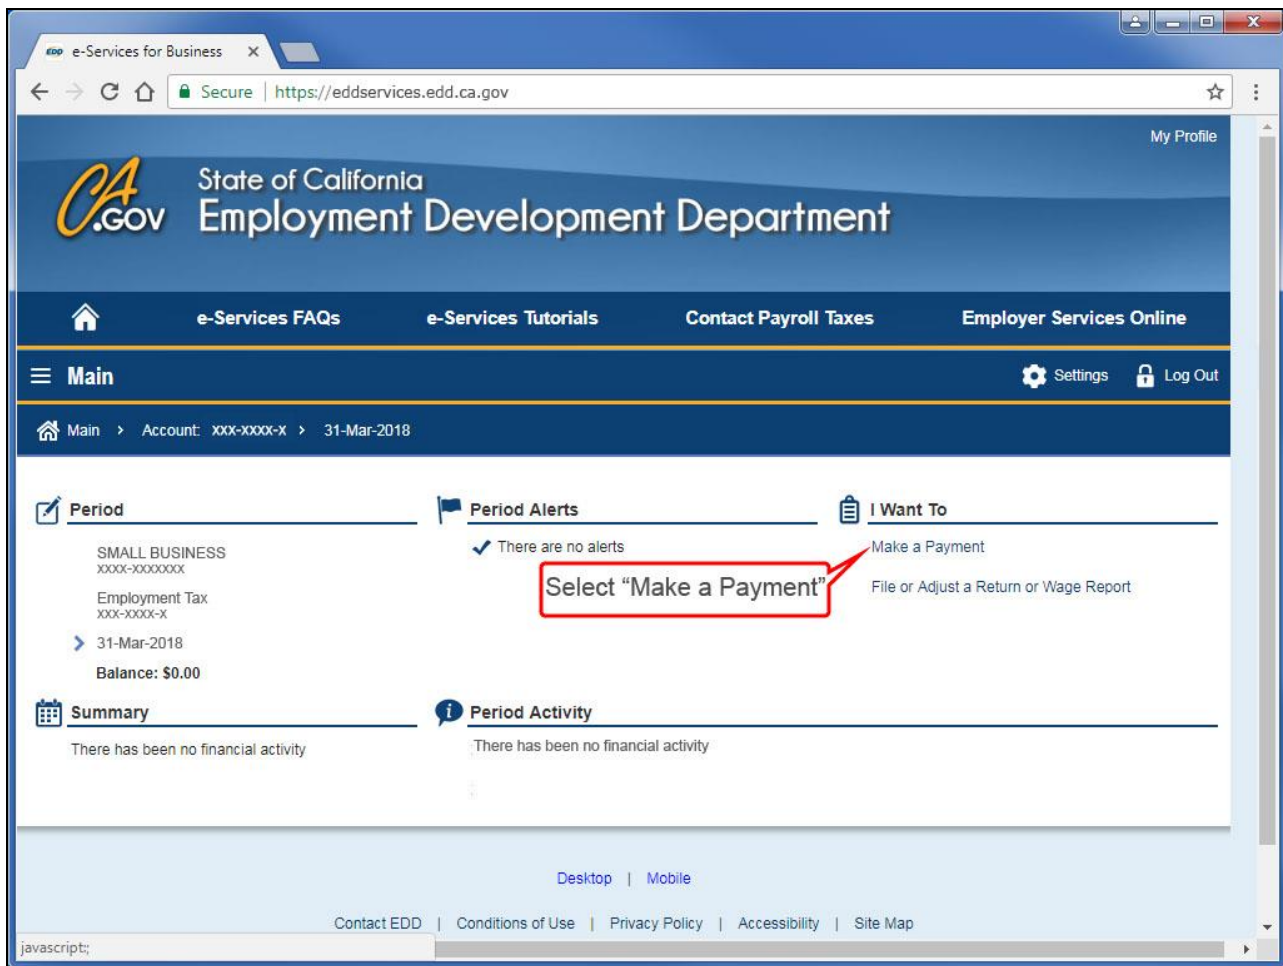 EDD e-Services for Business
Secure | https://eddservices.edd.ca.gov
My Profile
CA.GOV
State of California
Employment Development Department
e-Services FAQs e-Services Tutorials Contact Payroll Taxes Employer Services Online
Main Settings Log Out
Main > Account: xxx-xxxx-x > 31-Mar-2018
Period
SMALL BUSINESS
xxxx-xxxxxxx
Employment Tax
xxx-xxxx-x
31-Mar-2018
Balance: $0.00
Period Alerts
There are no alerts
Select “Make a Payment”
I Want To
Make a Payment
File or Adjust a Return or Wage Report
Summary
There has been no financial activity
Period Activity
There has been no financial activity
Desktop | Mobile
Contact EDD | Conditions of Use | Privacy Policy | Accessibility | Site Map
javascript:;